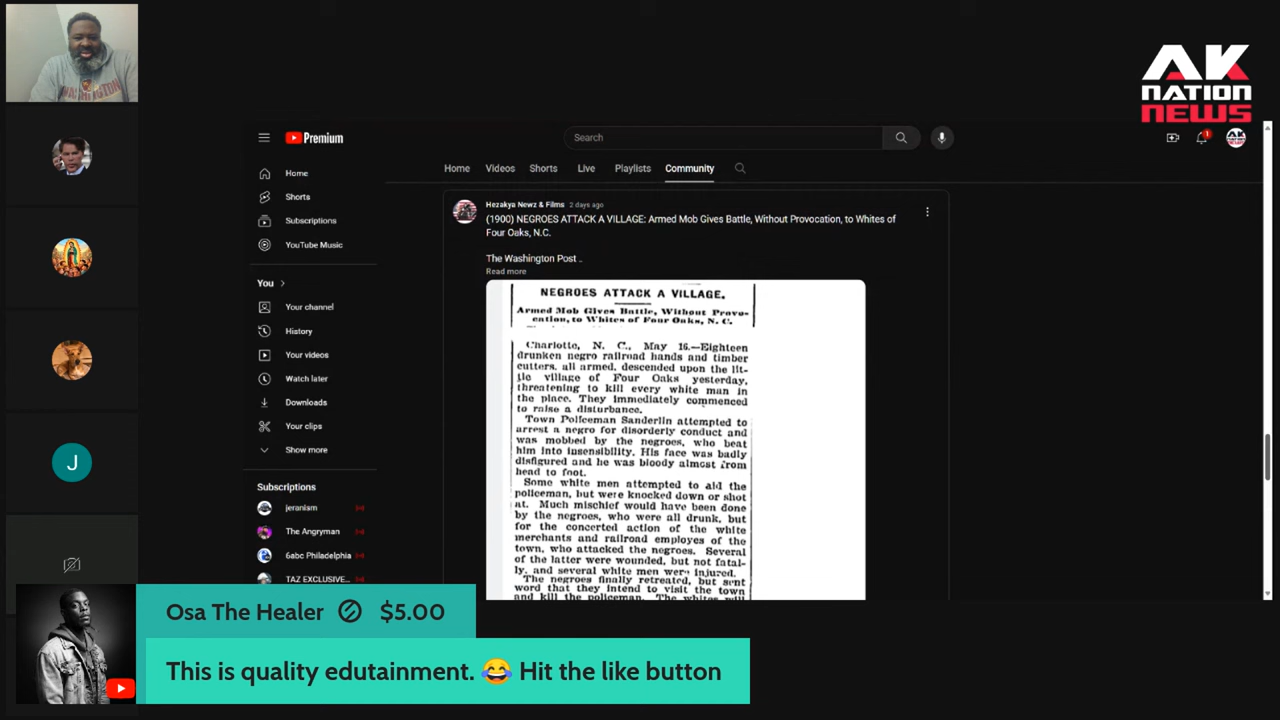 AK
NATION
NEWS
Premium
Search
1
Home
Videos
Shorts
Live
Playlists
Community
Home
Shorts
Subscriptions
YouTube Music
You
Your channel
History
Your videos
Watch later
Downloads
Your clips
Show more
Subscriptions
jeranism
The Angryman
6abc Philadelphia
TAZ EXCLUSIVE...
Hezakya Newz & Films 2 days ago
(1900) NEGROES ATTACK A VILLAGE: Armed Mob Gives Battle, Without Provocation, to Whites of
Four Oaks, N.C.
The Washington Post ..
Read more
NEGROES ATTACK A VILLAGE.
Armed Mob Gives Battle, Without Provo-
cation, to Whites of Four Oaks, N. C.
Charlotte, N. C., May 16.—Eighteen
drunken negro railroad hands and timber
cutters, all armed, descended upon the lit-
tle village of Four Oaks yesterday,
threatening to kill every white man in
the place. They immediately commenced
to raise a disturbance.
Town Policeman Sanderlin attempted to
arrest a negro for disorderly conduct and
was mobbed by the negroes, who beat
him into insensibility. His face was badly
disfigured and he was bloody almost from
head to foot.
Some white men attempted to aid the
policeman, but were knocked down or shot
at. Much mischief would have been done
by the negroes, who were all drunk, but
for the concerted action of the white
merchants and railroad employes of the
town, who attacked the negroes. Several
of the latter were wounded, but not fatal-
ly, and several white men were injured.
The negroes finally retreated, but sent
word that they intend to visit the town
and kill the policeman. The whites will
J
Osa The Healer $5.00
This is quality edutainment. 😂 Hit the like button